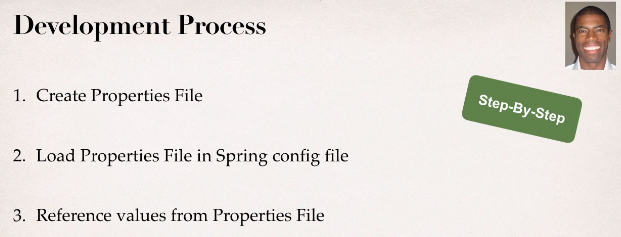 Development Process
Step-By-Step
1. Create Properties File
2. Load Properties File in Spring config file
3. Reference values from Properties File